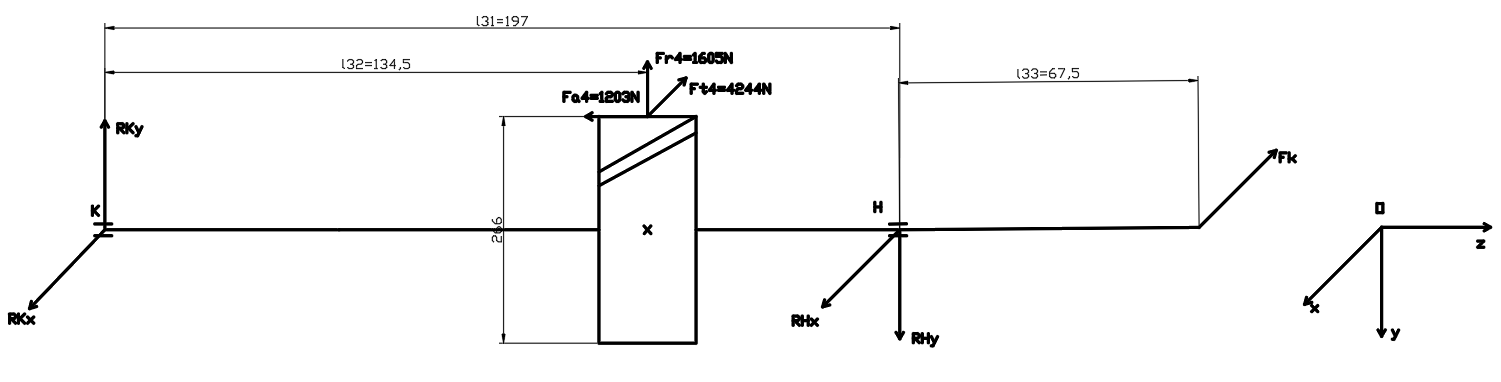 l31=197
l32=134,5
Fr4=1605N
Ft4=4244N
Fa4=1203N
l33=67,5
RKy
Fk
K
H
O
266
x
z
RKx
RHx
RHy
x
y